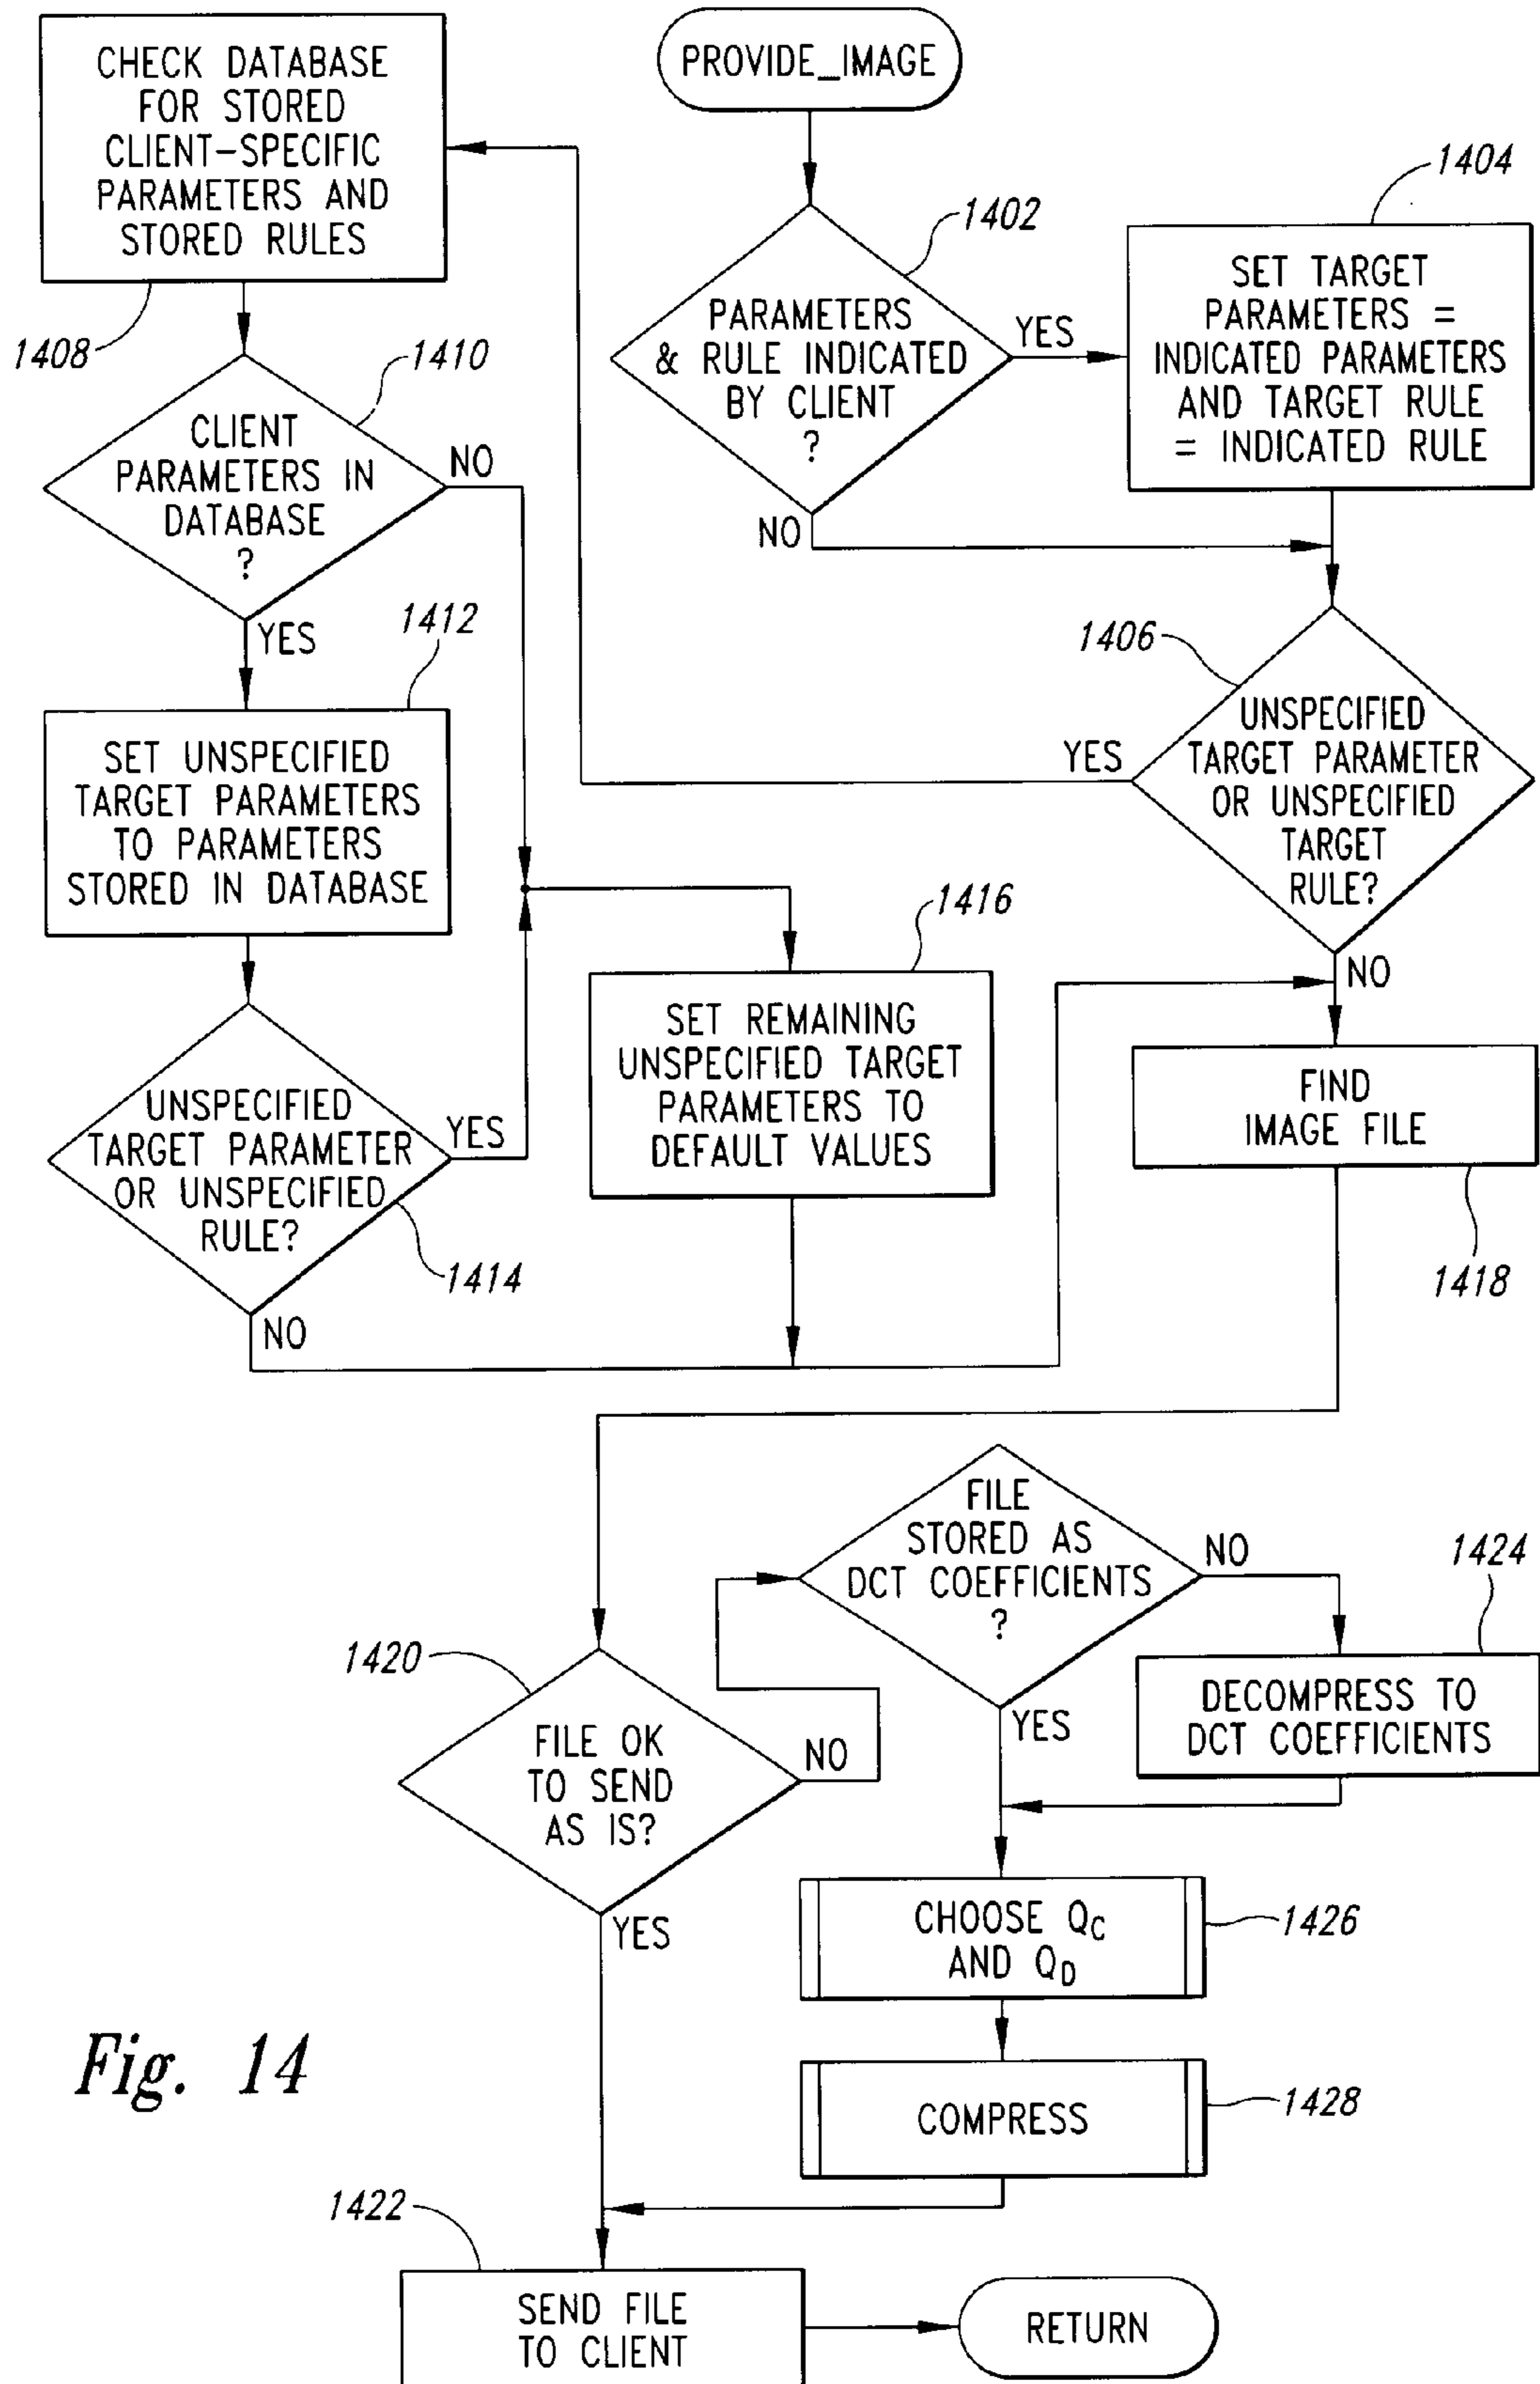 PROVIDE_IMAGE
1402
PARAMETERS
& RULE INDICATED
BY CLIENT
?
YES
NO
1404
SET TARGET
PARAMETERS =
INDICATED PARAMETERS
AND TARGET RULE
= INDICATED RULE
1406
UNSPECIFIED
TARGET PARAMETER
OR UNSPECIFIED
TARGET
RULE?
YES
NO
CHECK DATABASE
FOR STORED
CLIENT-SPECIFIC
PARAMETERS AND
STORED RULES
1408
1410
CLIENT
PARAMETERS IN
DATABASE
?
NO
YES
1412
SET UNSPECIFIED
TARGET PARAMETERS
TO PARAMETERS
STORED IN DATABASE
UNSPECIFIED
TARGET PARAMETER
OR UNSPECIFIED
RULE?
YES
1414
NO
1416
SET REMAINING
UNSPECIFIED TARGET
PARAMETERS TO
DEFAULT VALUES
FIND
IMAGE FILE
1418
1420
FILE OK
TO SEND
AS IS?
NO
YES
FILE
STORED AS
DCT COEFFICIENTS
?
NO
YES
1424
DECOMPRESS TO
DCT COEFFICIENTS
CHOOSE QC
AND QD
1426
COMPRESS
1428
1422
SEND FILE
TO CLIENT
RETURN
Fig. 14